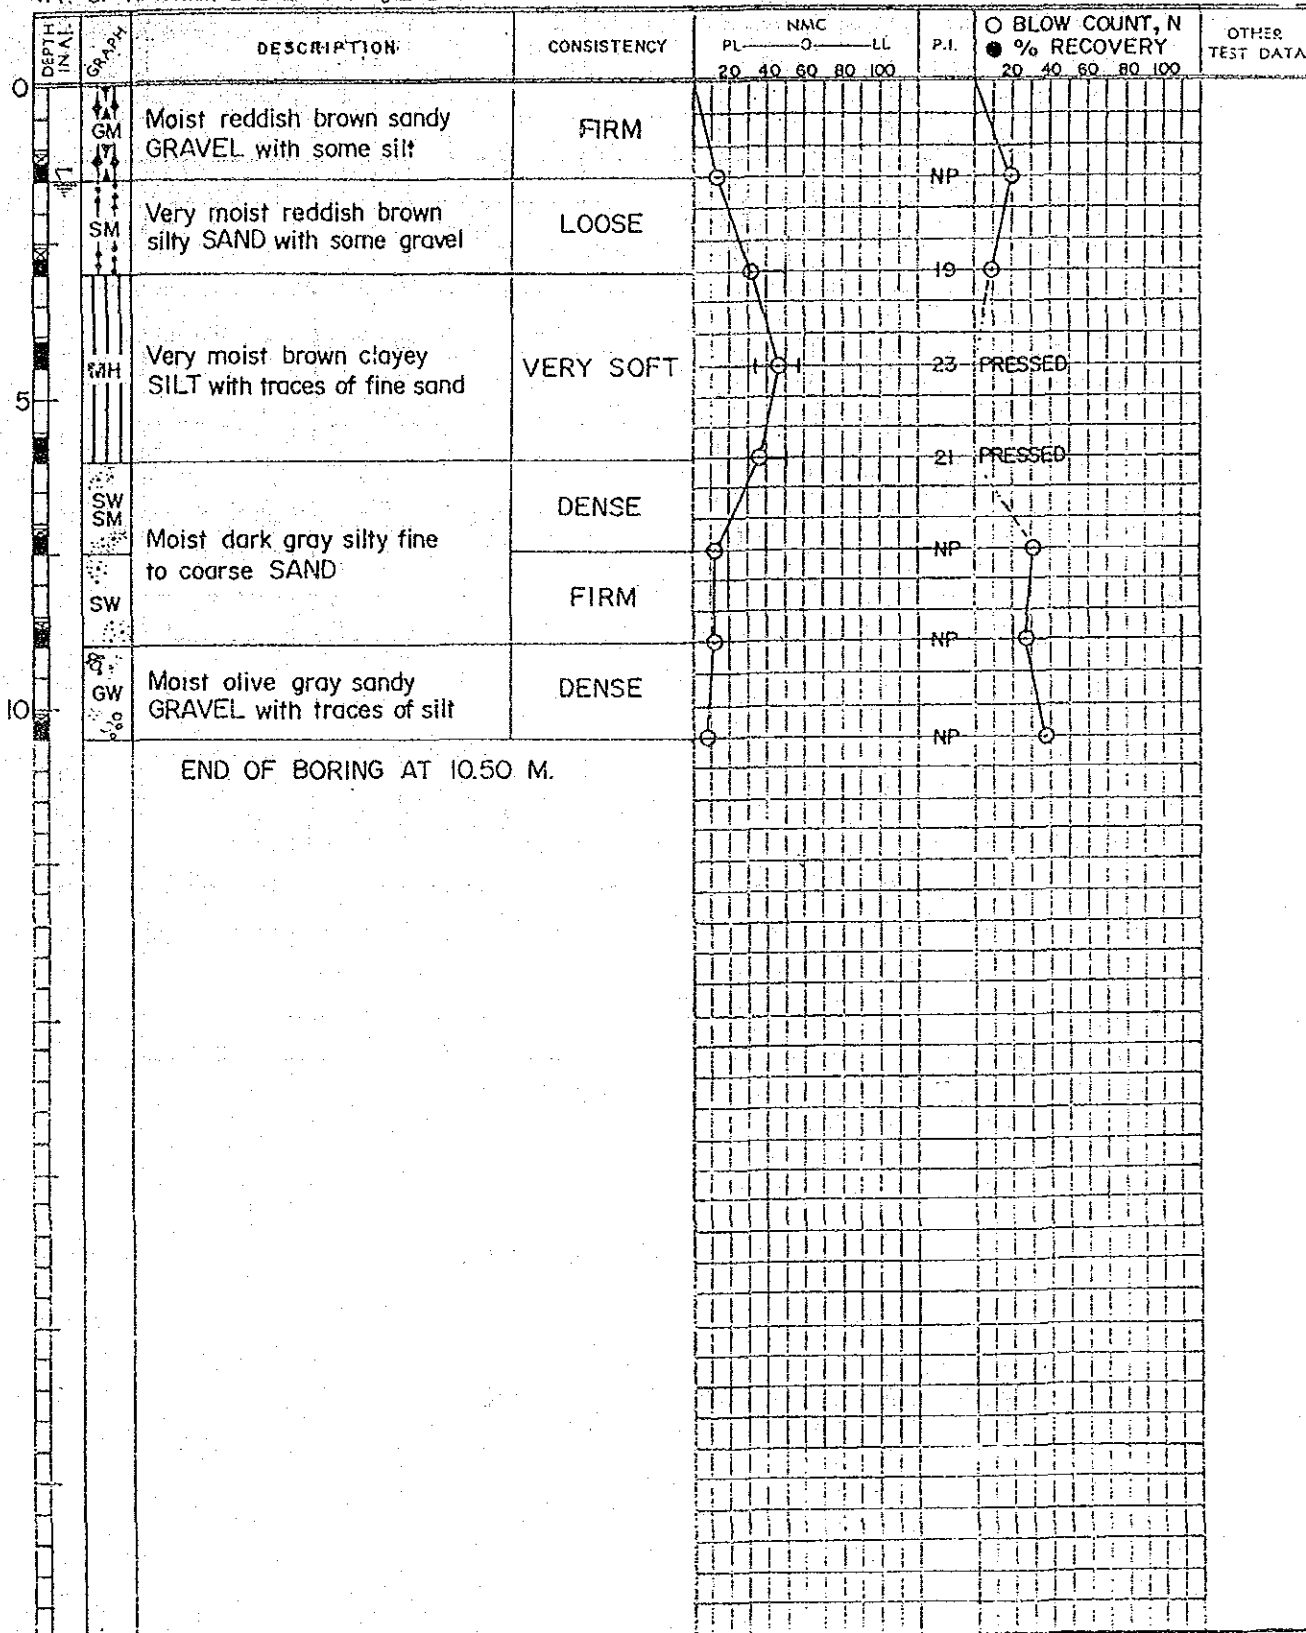 DEPTH IN M.
GRAPH
DESCRIPTION
CONSISTENCY
NMC
PL ——O—— LL
20 40 60 80 100
P.I.
O BLOW COUNT, N
● % RECOVERY
20 40 60 80 100
OTHER
TEST DATA
0
GM
Moist reddish brown sandy
GRAVEL with some silt
FIRM
NP
SM
Very moist reddish brown
silty SAND with some gravel
LOOSE
19
MH
Very moist brown clayey
SILT with traces of fine sand
VERY SOFT
23
PRESSED
5
21
PRESSED
SW
SM
Moist dark gray silty fine
to coarse SAND
DENSE
NP
SW
FIRM
NP
GW
Moist olive gray sandy
GRAVEL with traces of silt
DENSE
10
NP
END OF BORING AT 10.50 M.